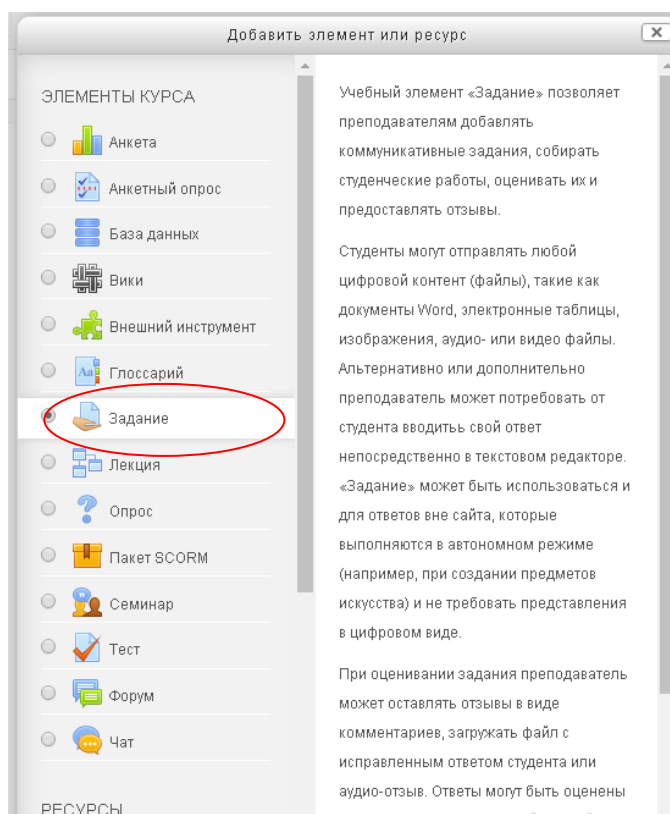 Добавить элемент или ресурс
ЭЛЕМЕНТЫ КУРСА
Анкета
Анкетный опрос
База данных
Вики
Внешний инструмент
Глоссарий
Задание
Лекция
Опрос
Пакет SCORM
Семинар
Тест
Форум
Чат
РЕСУРСЫ
Учебный элемент «Задание» позволяет
преподавателям добавлять
коммуникативные задания, собирать
студенческие работы, оценивать их и
предоставлять отзывы.
Студенты могут отправлять любой
цифровой контент (файлы), такие как
документы Word, электронные таблицы,
изображения, аудио- или видео файлы.
Альтернативно или дополнительно
преподаватель может потребовать от
студента вводитьь свой ответ
непосредственно в текстовом редакторе.
«Задание» может быть использоваться и
для ответов вне сайта, которые
выполняются в автономном режиме
(например, при создании предметов
искусства) и не требовать представления
в цифровом виде.
При оценивании задания преподаватель
может оставлять отзывы в виде
комментариев, загружать файл с
исправленным ответом студента или
аудио-отзыв. Ответы могут быть оценены